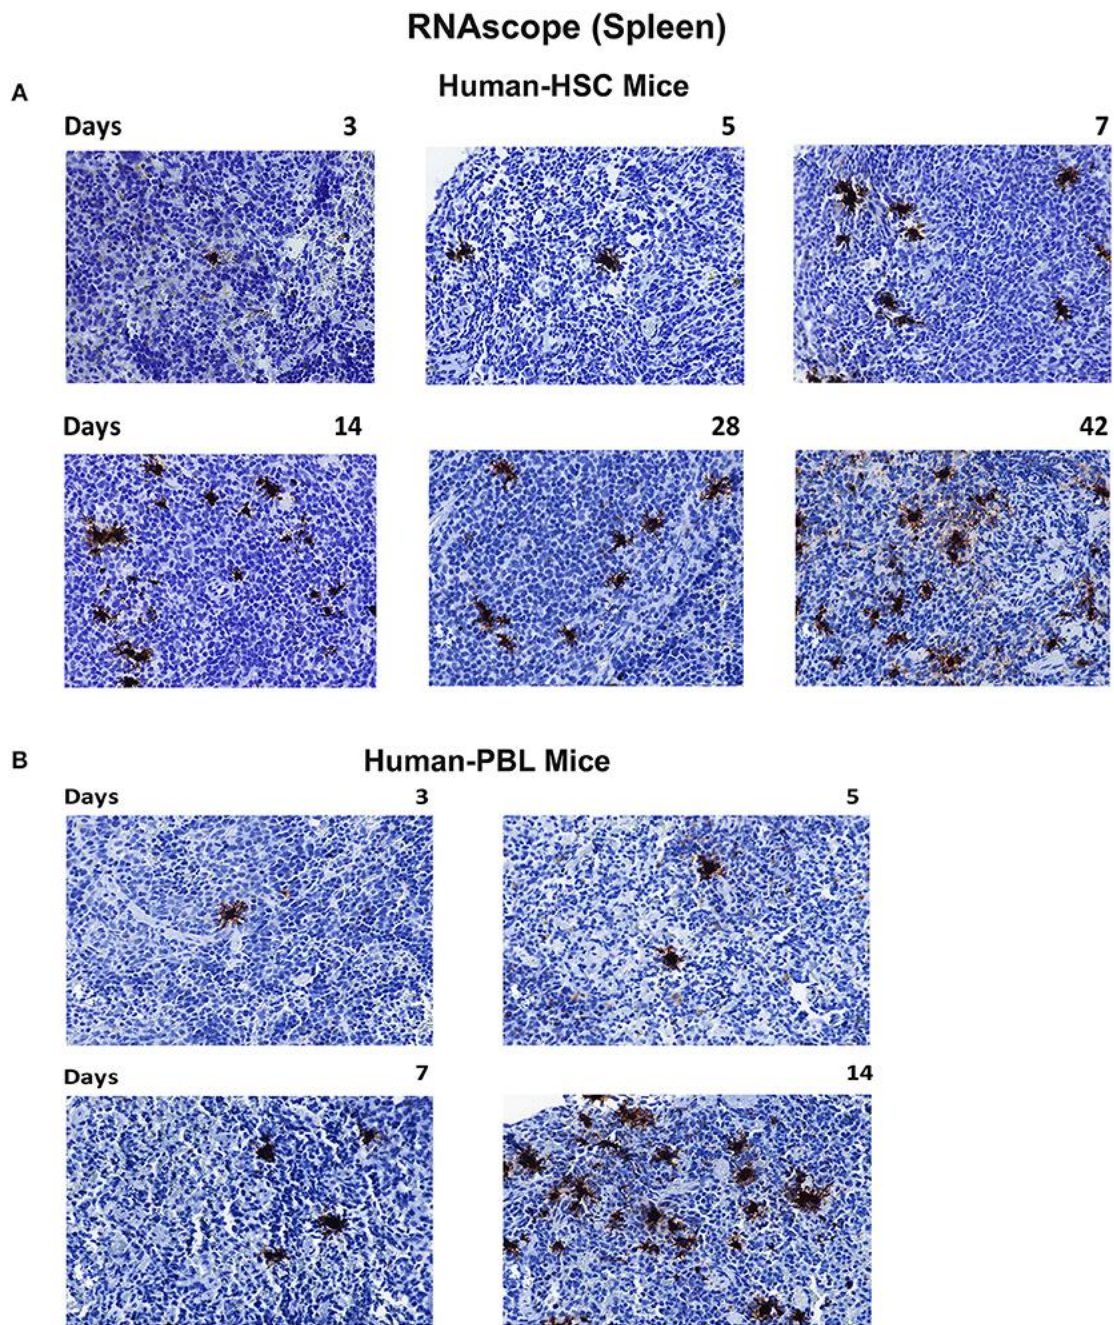 RNAscope (Spleen)
A
Human-HSC Mice
Days 3 5 7
Days 14 28 42
B
Human-PBL Mice
Days 3 5
Days 7 14